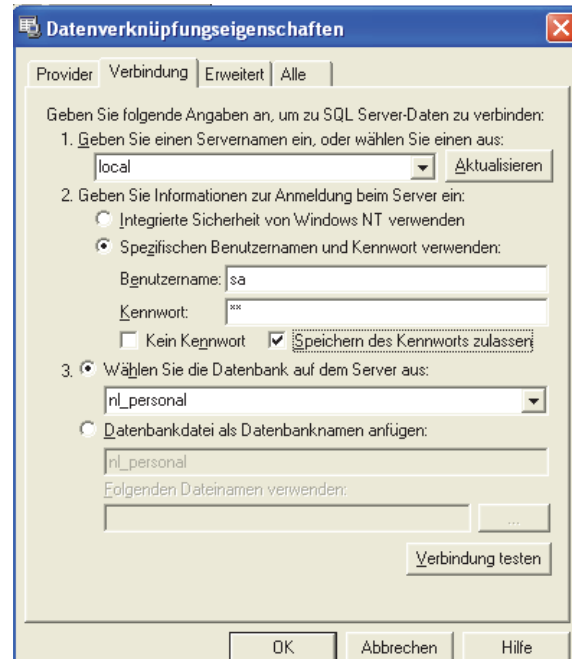 Datenverknüpfungseigenschaften
Provider Verbindung Erweitert Alle
Geben Sie folgende Angaben an, um zu SQL Server-Daten zu verbinden:
1. Geben Sie einen Servernamen ein, oder wählen Sie einen aus:
local Aktualisieren
2. Geben Sie Informationen zur Anmeldung beim Server ein:
Integrierte Sicherheit von Windows NT verwenden
Spezifischen Benutzernamen und Kennwort verwenden:
Benutzername: sa
Kennwort: **
Kein Kennwort Speichern des Kennworts zulassen
3. Wählen Sie die Datenbank auf dem Server aus:
nl_personal
Datenbankdatei als Datenbanknamen anfügen:
nl_personal
Folgenden Dateinamen verwenden:
...
Verbindung testen
OK Abbrechen Hilfe